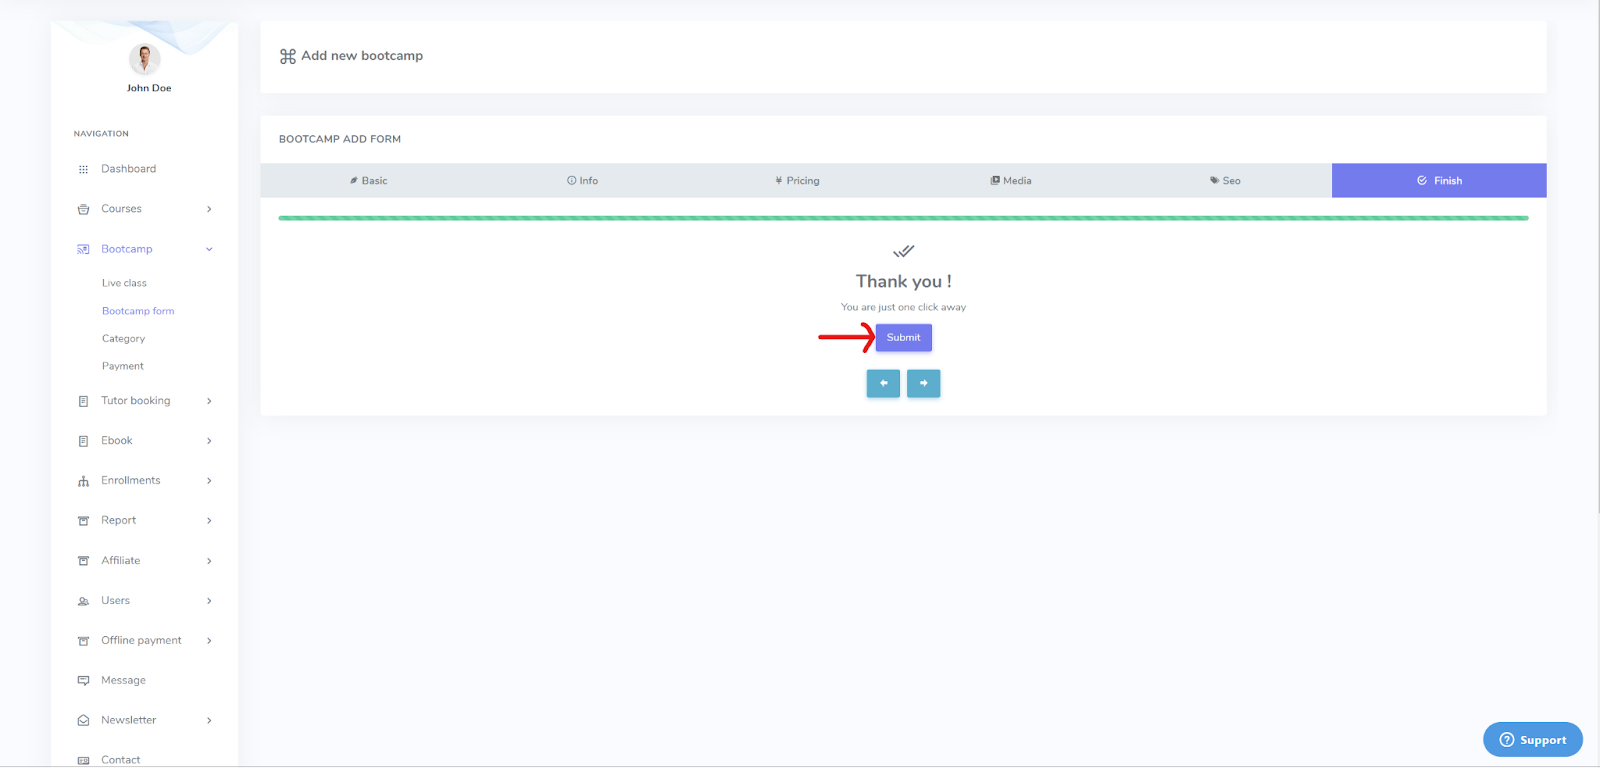 John Doe
NAVIGATION
Dashboard
Courses
Bootcamp
Live class
Bootcamp form
Category
Payment
Tutor booking
Ebook
Enrollments
Report
Affiliate
Users
Offline payment
Message
Newsletter
Contact
Add new bootcamp
BOOTCAMP ADD FORM
Basic Info Pricing Media Seo Finish
Thank you !
You are just one click away
Submit
Support